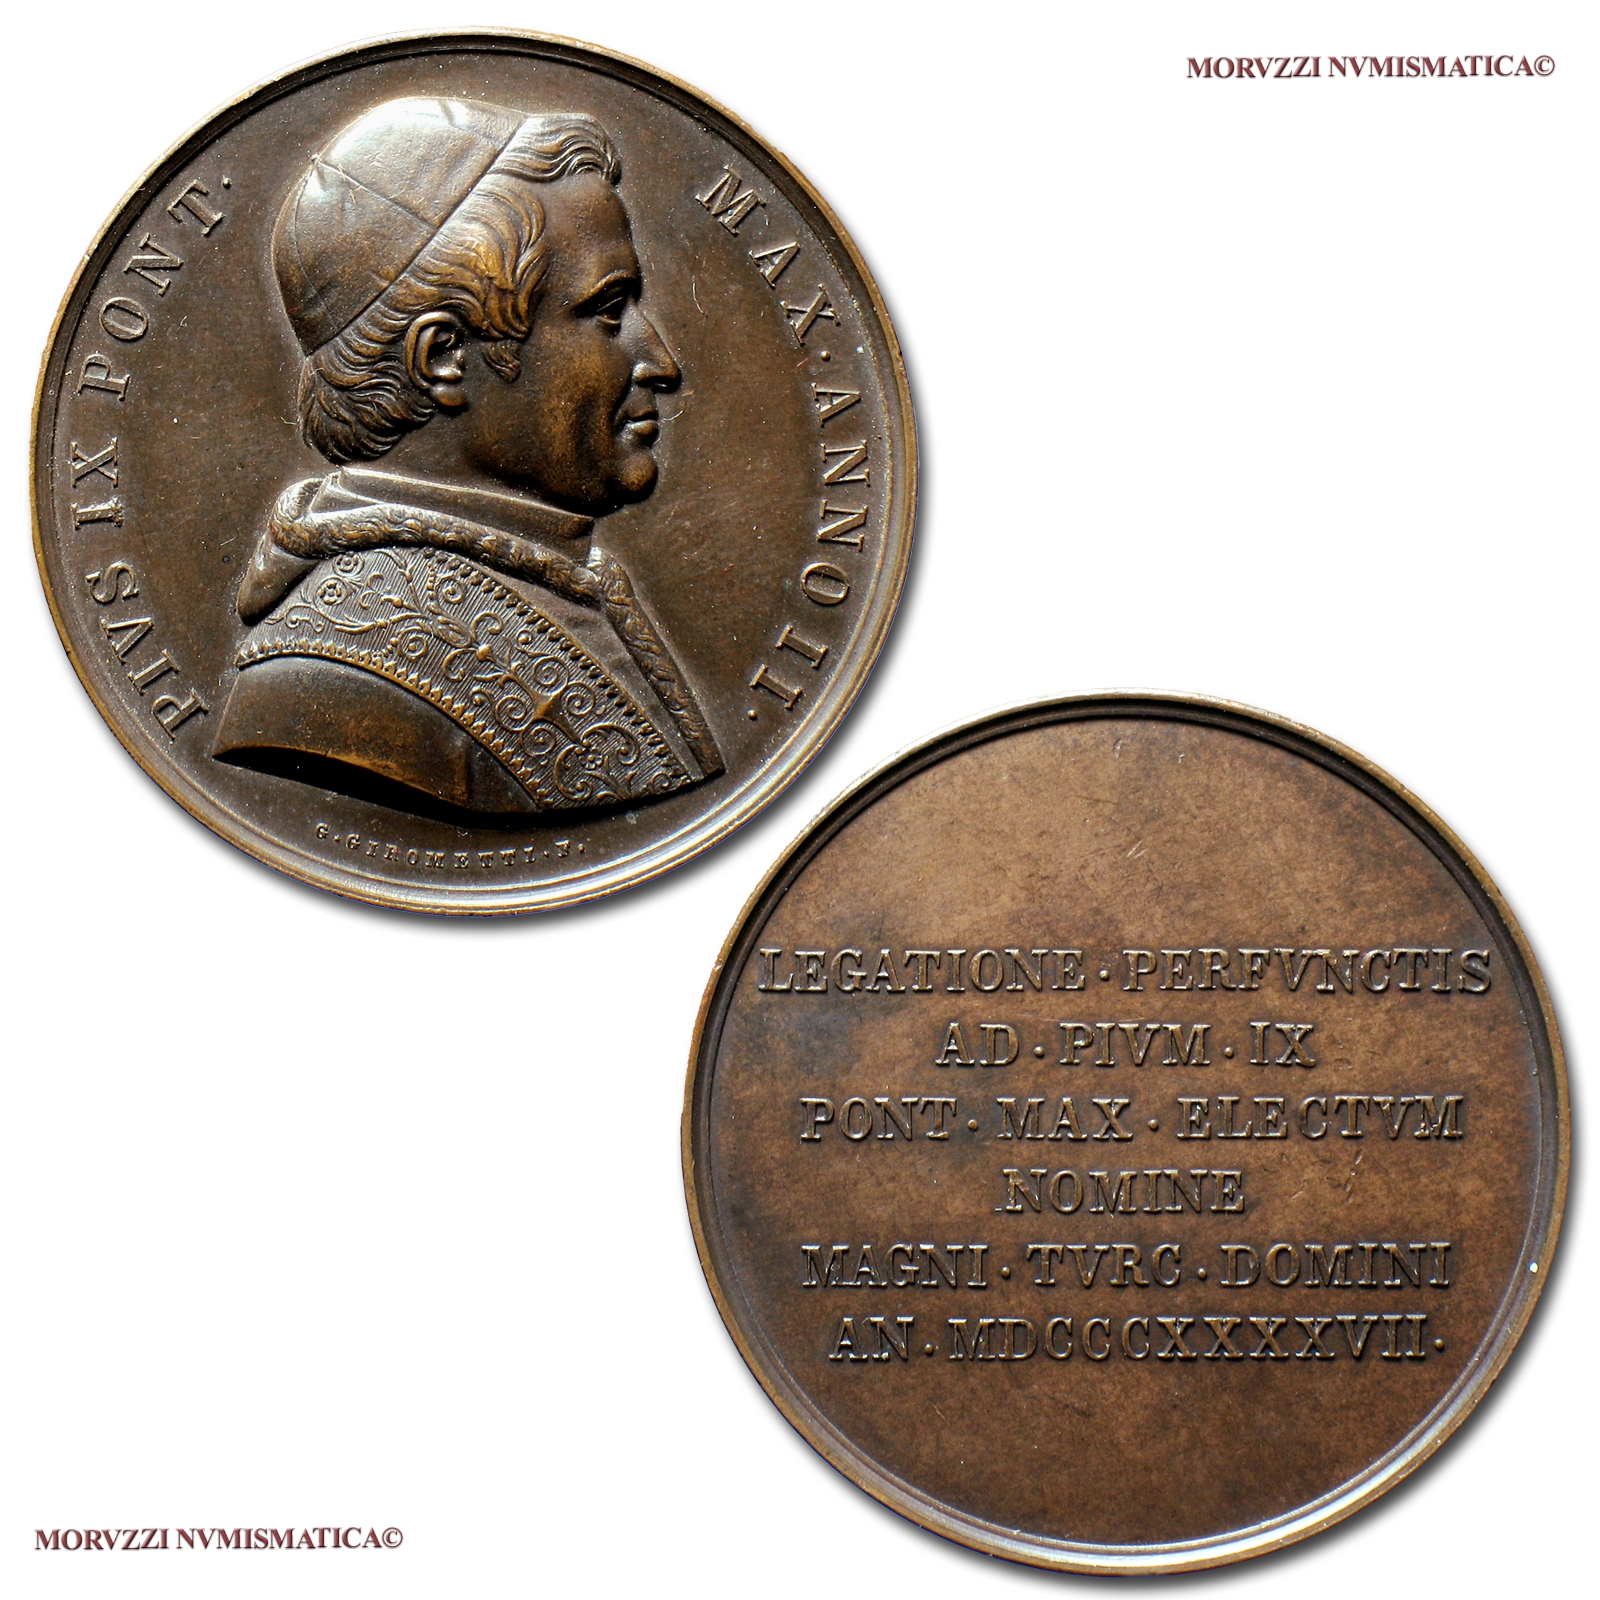 MORVZZI NVMISMATICA©
PIVS IX PONT. MAX. ANNO II.
G. GIROMETTI. F.
LEGATIONE · PERFVNCTIS
AD · PIVM · IX
PONT · MAX · ELECTVM
NOMINE
MAGNI · TVRC · DOMINI
AN · MDCCCXXXXVII ·
MORVZZI NVMISMATICA©